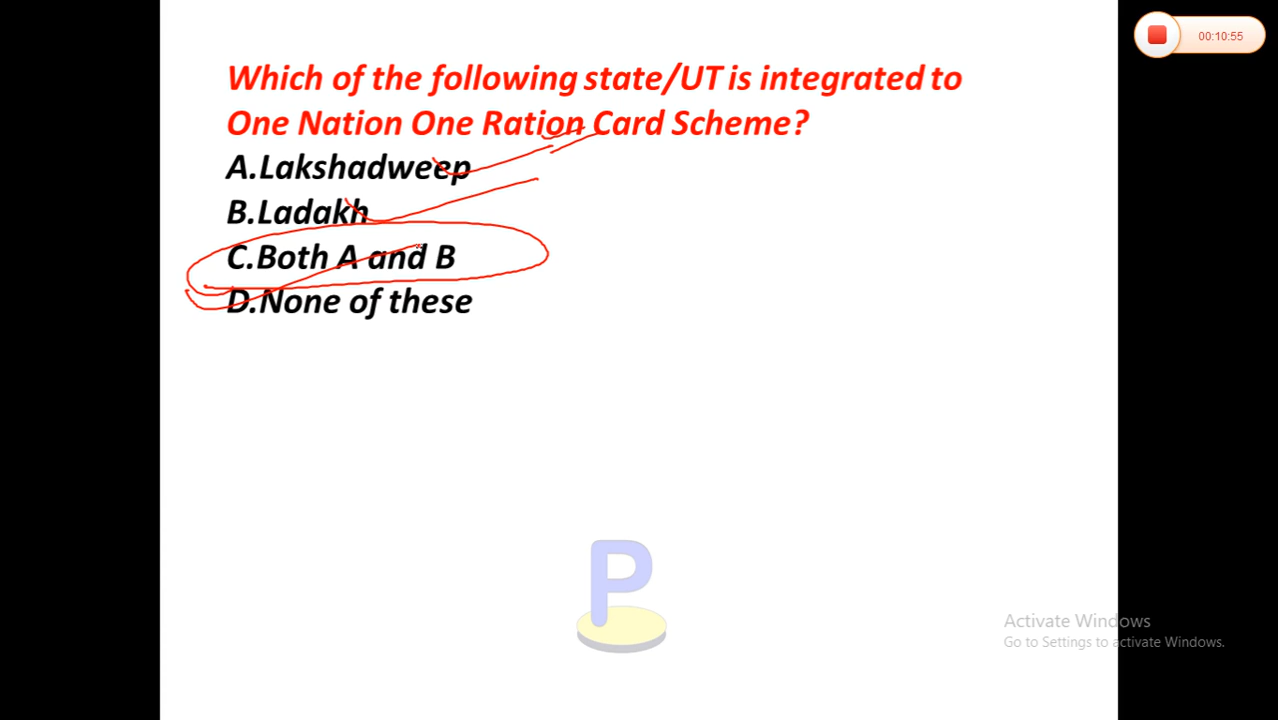 00:10:55
Which of the following state/UT is integrated to
One Nation One Ration Card Scheme?
A.Lakshadweep
B.Ladakh
C.Both A and B
D.None of these
P
Activate Windows
Go to Settings to activate Windows.